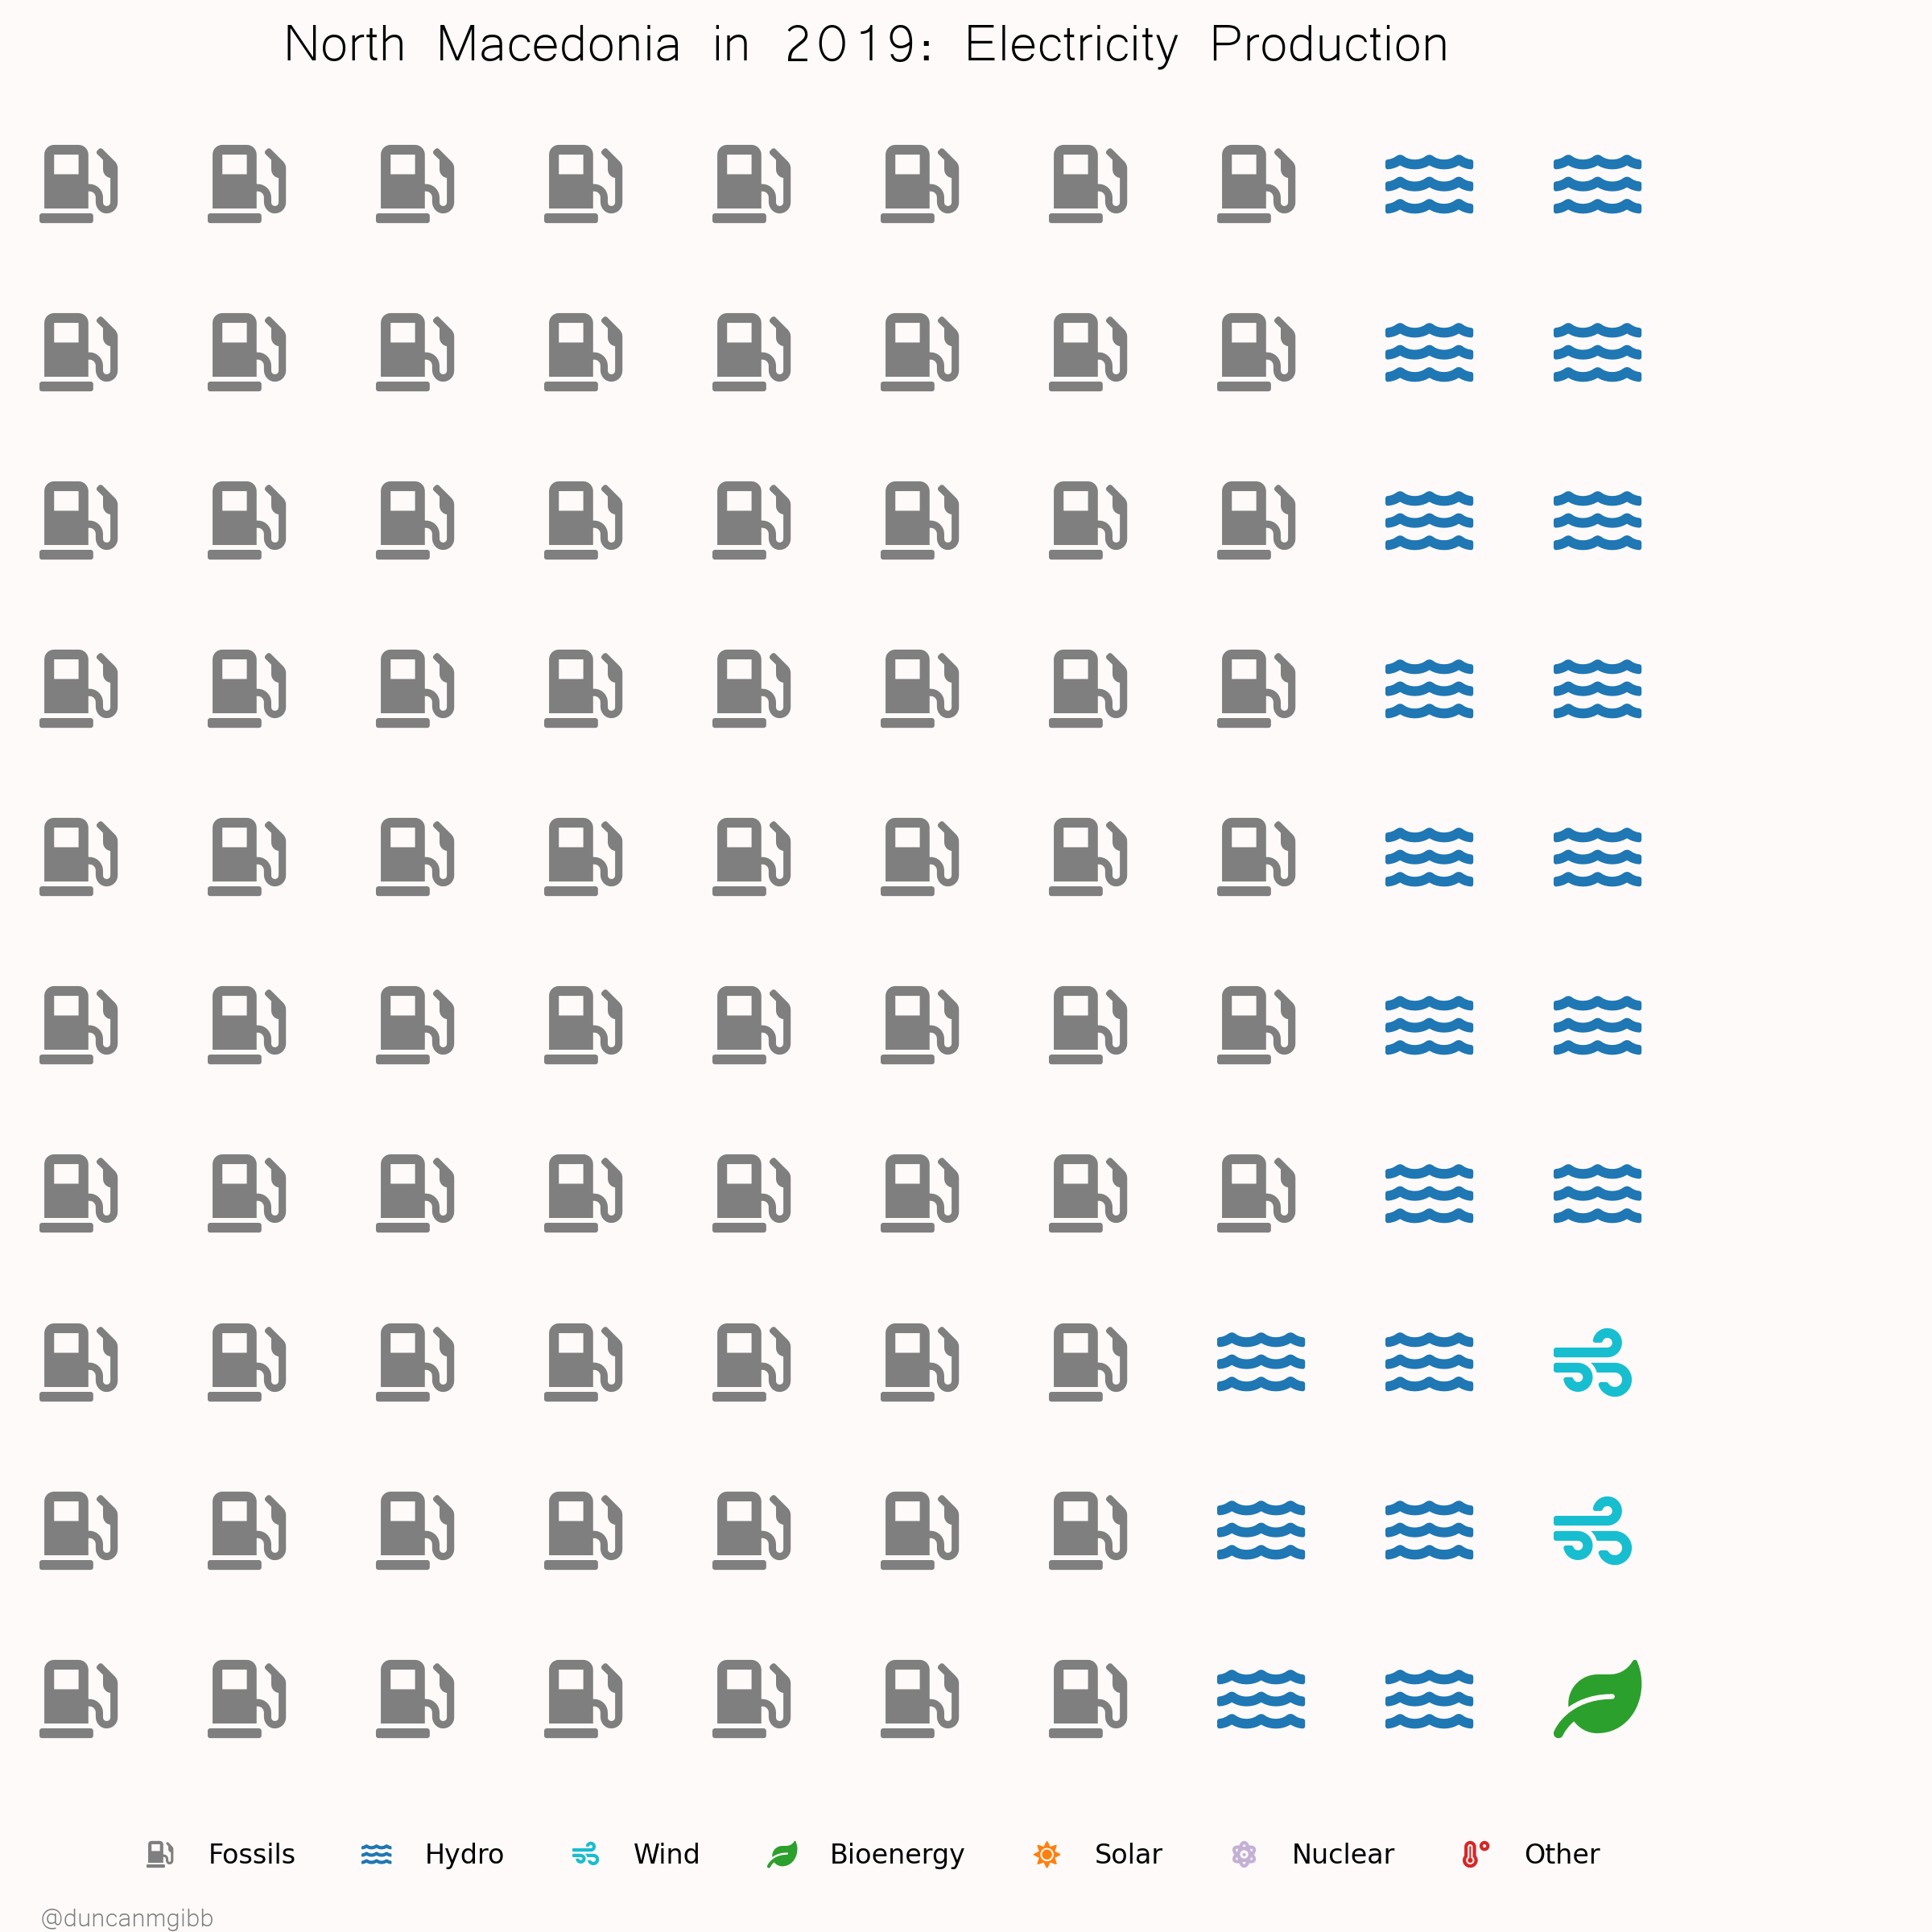 North Macedonia in 2019: Electricity Production
Fossils Hydro Wind Bioenergy Solar Nuclear Other
@duncanmgibb